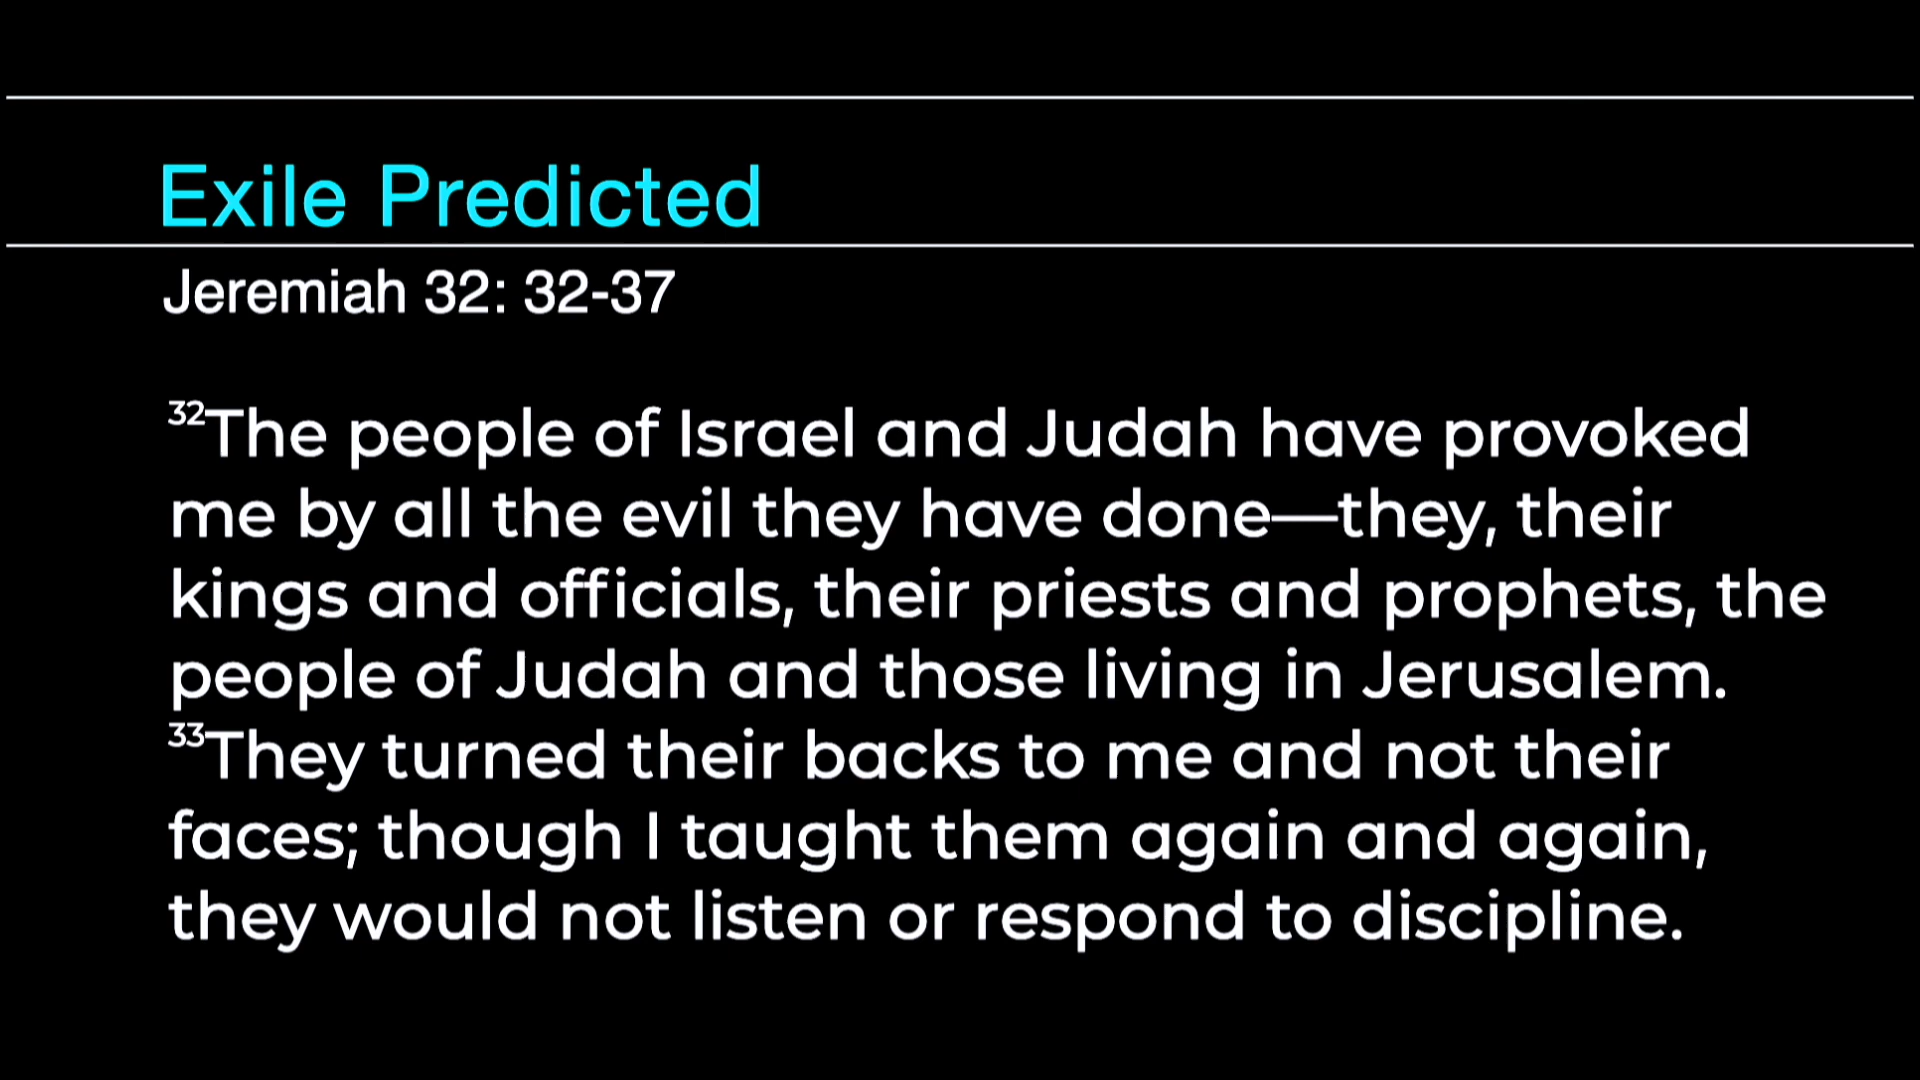 Exile Predicted
Jeremiah 32: 32-37
32The people of Israel and Judah have provoked
me by all the evil they have done—they, their
kings and officials, their priests and prophets, the
people of Judah and those living in Jerusalem.
33They turned their backs to me and not their
faces; though I taught them again and again,
they would not listen or respond to discipline.